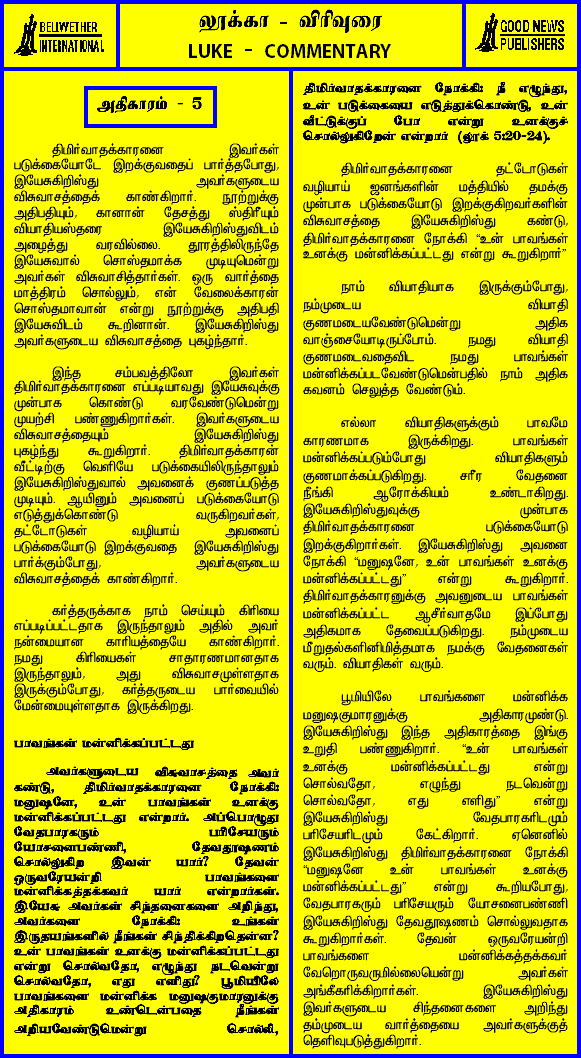 BELIWETHER
INTERNATIONAL
லூக்கா - விரிவுரை
LUKE - COMMENTARY
GOOD NEWS
PUBLISHERS
அதிகாரம் - 5
திமிர்வாதக்காரனை இவர்கள்
படுக்கையோடே இறக்குவதைப் பார்த்தபோது,
இயேசுகிறிஸ்து அவர்களுடைய
விசுவாசத்தைக் காண்கிறார். நூற்றுக்கு
அதிபதியும், கானான் தேசத்து ஸ்திரீயும்
வியாதியஸ்தரை இயேசுகிறிஸ்துவிடம்
அழைத்து வரவில்லை. தூரத்திலிருந்தே
இயேசுவால் சொஸ்தமாக்க முடியுமென்று
அவர்கள் விசுவாசித்தார்கள். ஒரு வார்த்தை
மாத்திரம் சொல்லும், என் வேலைக்காரன்
சொஸ்தமாவான் என்று நூற்றுக்கு அதிபதி
இயேசுவிடம் கூறினான். இயேசுகிறிஸ்து
அவர்களுடைய விசுவாசத்தை புகழ்ந்தார்.
இந்த சம்பவத்திலோ இவர்கள்
திமிர்வாதக்காரனை எப்படியாவது இயேசுவுக்கு
முன்பாக கொண்டு வரவேண்டுமென்று
முயற்சி பண்ணுகிறார்கள். இவர்களுடைய
விசுவாசத்தையும் இயேசுகிறிஸ்து
புகழ்ந்து கூறுகிறார். திமிர்வாதக்காரன்
வீட்டிற்கு வெளியே படுக்கையிலிருந்தாலும்
இயேசுகிறிஸ்துவால் அவனைக் குணப்படுத்த
முடியும். ஆயினும் அவனைப் படுக்கையோடு
எடுத்துக்கொண்டு வருகிறவர்கள்,
தட்டோடுகள் வழியாய் அவனைப்
படுக்கையோடு இறக்குவதை இயேசுகிறிஸ்து
பார்க்கும்போது, அவர்களுடைய
விசுவாசத்தைக் காண்கிறார்.
கர்த்தருக்காக நாம் செய்யும் கிரியை
எப்படிப்பட்டதாக இருந்தாலும் அதில் அவர்
நன்மையான காரியத்தையே காண்கிறார்.
நமது கிரியைகள் சாதாரணமானதாக
இருந்தாலும், அது விசுவாசமுள்ளதாக
இருக்கும்போது, கர்த்தருடைய பார்வையில்
மேன்மையுள்ளதாக இருக்கிறது.
பாவங்கள் மன்னிக்கப்பட்டது
அவர்களுடைய விசுவாசத்தை அவர்
கண்டு, திமிர்வாதக்காரனை நோக்கி:
மனுஷனே, உன் பாவங்கள் உனக்கு
மன்னிக்கப்பட்டது என்றார். அப்பொழுது
வேதபாரகரும் பரிசேயரும்
யோசனைபண்ணி, தேவதூஷணம்
சொல்லுகிற இவன் யார்? தேவன்
ஒருவரேயன்றி பாவங்களை
மன்னிக்கத்தக்கவர் யார் என்றார்கள்.
இயேசு அவர்கள் சிந்தனைகளை அறிந்து,
அவர்களை நோக்கி: உங்கள்
இருதயங்களில் நீங்கள் சிந்திக்கிறதென்ன?
உன் பாவங்கள் உனக்கு மன்னிக்கப்பட்டது
என்று சொல்வதோ, எழுந்து நடவென்று
சொல்வதோ, எது எளிது? பூமியிலே
பாவங்களை மன்னிக்க மனுஷகுமாரனுக்கு
அதிகாரம் உண்டென்பதை நீங்கள்
அறியவேண்டுமென்று சொல்லி,
திமிர்வாதக்காரனை நோக்கி: நீ எழுந்து,
உன் படுக்கையை எடுத்துக்கொண்டு, உன்
வீட்டுக்குப் போ என்று உனக்குச்
சொல்லுகிறேன் என்றார் (லூக் 5:20-24).
திமிர்வாதக்காரனை தட்டோடுகள்
வழியாய் ஜனங்களின் மத்தியில் தமக்கு
முன்பாக படுக்கையோடு இறக்குகிறவர்களின்
விசுவாசத்தை இயேசுகிறிஸ்து கண்டு,
திமிர்வாதக்காரனை நோக்கி “உன் பாவங்கள்
உனக்கு மன்னிக்கப்பட்டது என்று கூறுகிறார்”
நாம் வியாதியாக இருக்கும்போது,
நம்முடைய வியாதி
குணமடையவேண்டுமென்று அதிக
வாஞ்சையோடிருப்போம். நமது வியாதி
குணமடைவதைவிட நமது பாவங்கள்
மன்னிக்கப்படவேண்டுமென்பதில் நாம் அதிக
கவனம் செலுத்த வேண்டும்.
எல்லா வியாதிகளுக்கும் பாவமே
காரணமாக இருக்கிறது. பாவங்கள்
மன்னிக்கப்படும்போது வியாதிகளும்
குணமாக்கப்படுகிறது. சரீர வேதனை
நீங்கி ஆரோக்கியம் உண்டாகிறது.
இயேசுகிறிஸ்துவுக்கு முன்பாக
திமிர்வாதக்காரனை படுக்கையோடு
இறக்குகிறார்கள். இயேசுகிறிஸ்து அவனை
நோக்கி “மனுஷனே, உன் பாவங்கள் உனக்கு
மன்னிக்கப்பட்டது” என்று கூறுகிறார்.
திமிர்வாதக்காரனுக்கு அவனுடைய பாவங்கள்
மன்னிக்கப்பட்ட ஆசீர்வாதமே இப்போது
அதிகமாக தேவைப்படுகிறது. நம்முடைய
மீறுதல்களினிமித்தமாக நமக்கு வேதனைகள்
வரும். வியாதிகள் வரும்.
பூமியிலே பாவங்களை மன்னிக்க
மனுஷகுமாரனுக்கு அதிகாரமுண்டு.
இயேசுகிறிஸ்து இந்த அதிகாரத்தை இங்கு
உறுதி பண்ணுகிறார். “உன் பாவங்கள்
உனக்கு மன்னிக்கப்பட்டது என்று
சொல்வதோ, எழுந்து நடவென்று
சொல்வதோ, எது எளிது” என்று
இயேசுகிறிஸ்து வேதபாரகரிடமும்
பரிசேயரிடமும் கேட்கிறார். ஏனெனில்
இயேசுகிறிஸ்து திமிர்வாதக்காரனை நோக்கி
“மனுஷனே உன் பாவங்கள் உனக்கு
மன்னிக்கப்பட்டது” என்று கூறியபோது,
வேதபாரகரும் பரிசேயரும் யோசனைபண்ணி
இயேசுகிறிஸ்து தேவதூஷணம் சொல்லுவதாக
கூறுகிறார்கள். தேவன் ஒருவரேயன்றி
பாவங்களை மன்னிக்கத்தக்கவர்
வேறொருவருமில்லையென்று அவர்கள்
அங்கீகரிக்கிறார்கள். இயேசுகிறிஸ்து
இவர்களுடைய சிந்தனைகளை அறிந்து
தம்முடைய வார்த்தையை அவர்களுக்குத்
தெளிவுபடுத்துகிறார்.